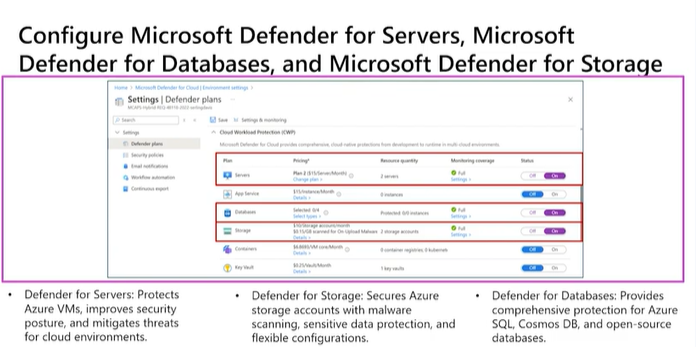 Configure Microsoft Defender for Servers, Microsoft
Defender for Databases, and Microsoft Defender for Storage
Home > Microsoft Defender for Cloud | Environment settings >
Settings | Defender plans
Search
Save
Settings & monitoring
Settings
Defender plans
Security policies
Email notifications
Workflow automation
Continuous export
Cloud Workload Protection (CWP)
Microsoft Defender for Cloud provides comprehensive, cloud-native protections from development to runtime in multi-cloud environments.
Plan Pricing* Resource quantity Monitoring coverage Status
Servers Plan 2 ($15/Server/Month) 2 servers Full Off On
Change plan > Settings >
App Service $15/Instance/Month 0 instances Off On
Details >
Databases Selected: 0/4 Protected: 0/0 instances Full Off On
Select types > Settings >
Storage $10/Storage account/month 2 storage accounts Full Off On
$0.15/GB scanned for On-Upload Malware
Details > Settings >
Containers $6.8693/VM core/Month 0 container registries; 0 kubernetes Off On
Details >
Key Vault $0.25/Vault/Month 1 key vaults Off On
Details >
• Defender for Servers: Protects
Azure VMs, improves security
posture, and mitigates threats
for cloud environments.
• Defender for Storage: Secures Azure
storage accounts with malware
scanning, sensitive data protection, and
flexible configurations.
• Defender for Databases: Provides
comprehensive protection for Azure
SQL, Cosmos DB, and open-source
databases.